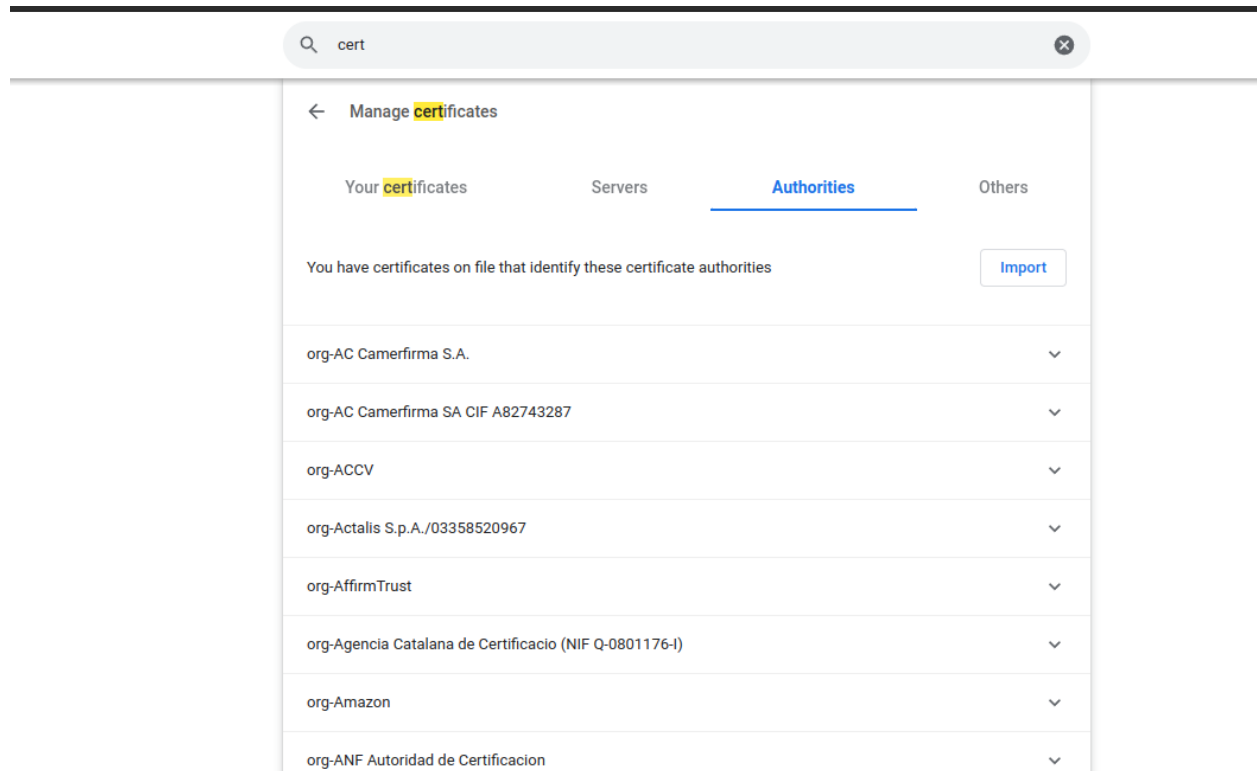 cert
Manage certificates
Your certificates Servers Authorities Others
You have certificates on file that identify these certificate authorities Import
org-AC Camerfirma S.A.
org-AC Camerfirma SA CIF A82743287
org-ACCV
org-Actalis S.p.A./03358520967
org-AffirmTrust
org-Agencia Catalana de Certificacio (NIF Q-0801176-I)
org-Amazon
org-ANF Autoridad de Certificacion